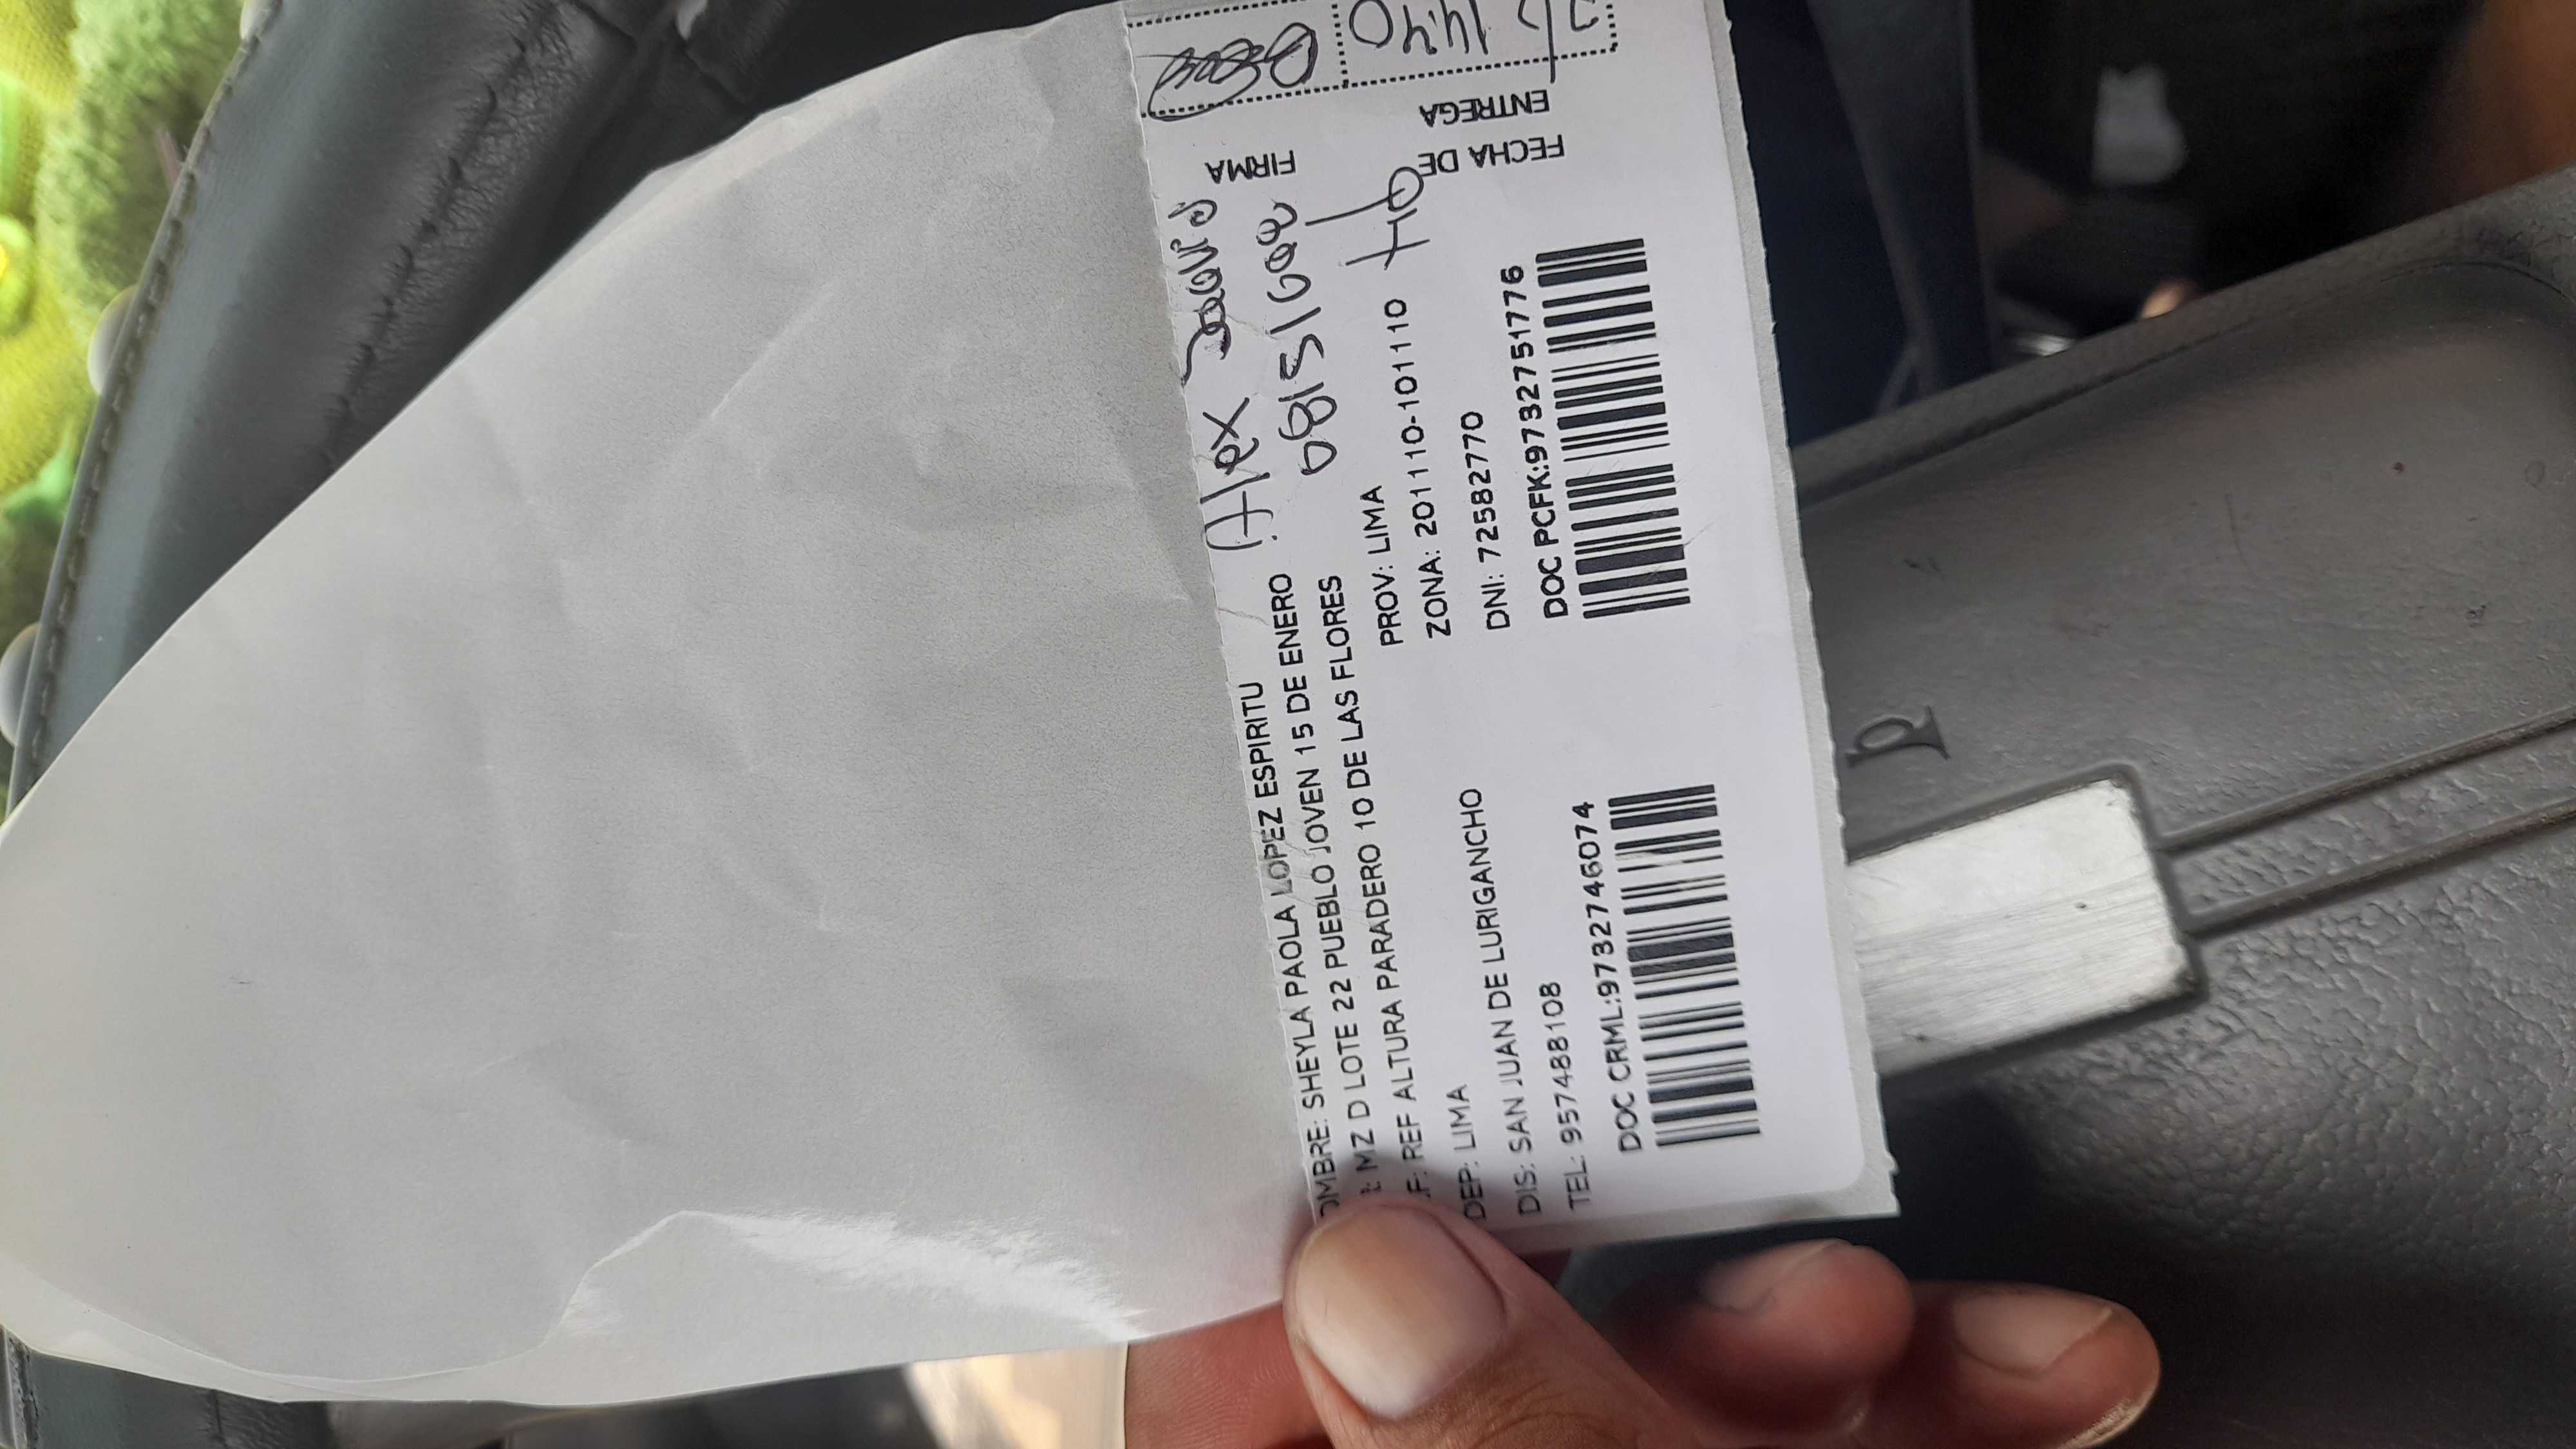 OMBRE: SHEYLA PAOLA LOPEZ ESPIRITU
: MZ D LOTE 22 PUEBLO JOVEN 15 DE ENERO
.F: REF ALTURA PARADERO 10 DE LAS FLORES
DEP: LIMA PROV: LIMA
DIS: SAN JUAN DE LURIGANCHO ZONA: 201110-101110
TEL: 957488108 DNI: 72582770
DOC CRML:9732746074 DOC PCFK:9732751776
Alex
FIRMA
FECHA DE
ENTREGA
14:40